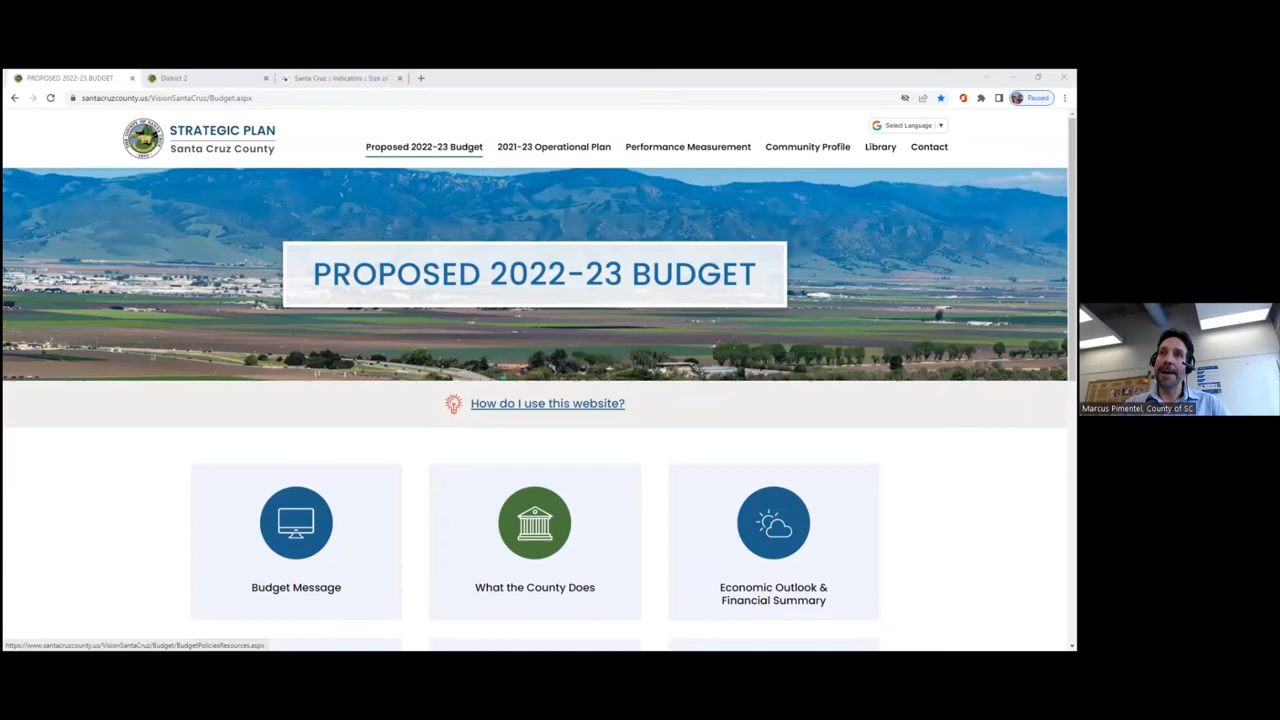 PROPOSED 2022-23 BUDGET
District 2
Santa Cruz :: Indicators :: Size of
santacruzcounty.us/VisionSantaCruz/Budget.aspx
Paused
STRATEGIC PLAN
Santa Cruz County
Select Language
Proposed 2022-23 Budget
2021-23 Operational Plan
Performance Measurement
Community Profile
Library
Contact
PROPOSED 2022-23 BUDGET
How do I use this website?
Budget Message
What the County Does
Economic Outlook &
Financial Summary
https://www.santacruzcounty.us/VisionSantaCruz/Budget/BudgetPoliciesResources.aspx
Marcus Pimentel, County of SC